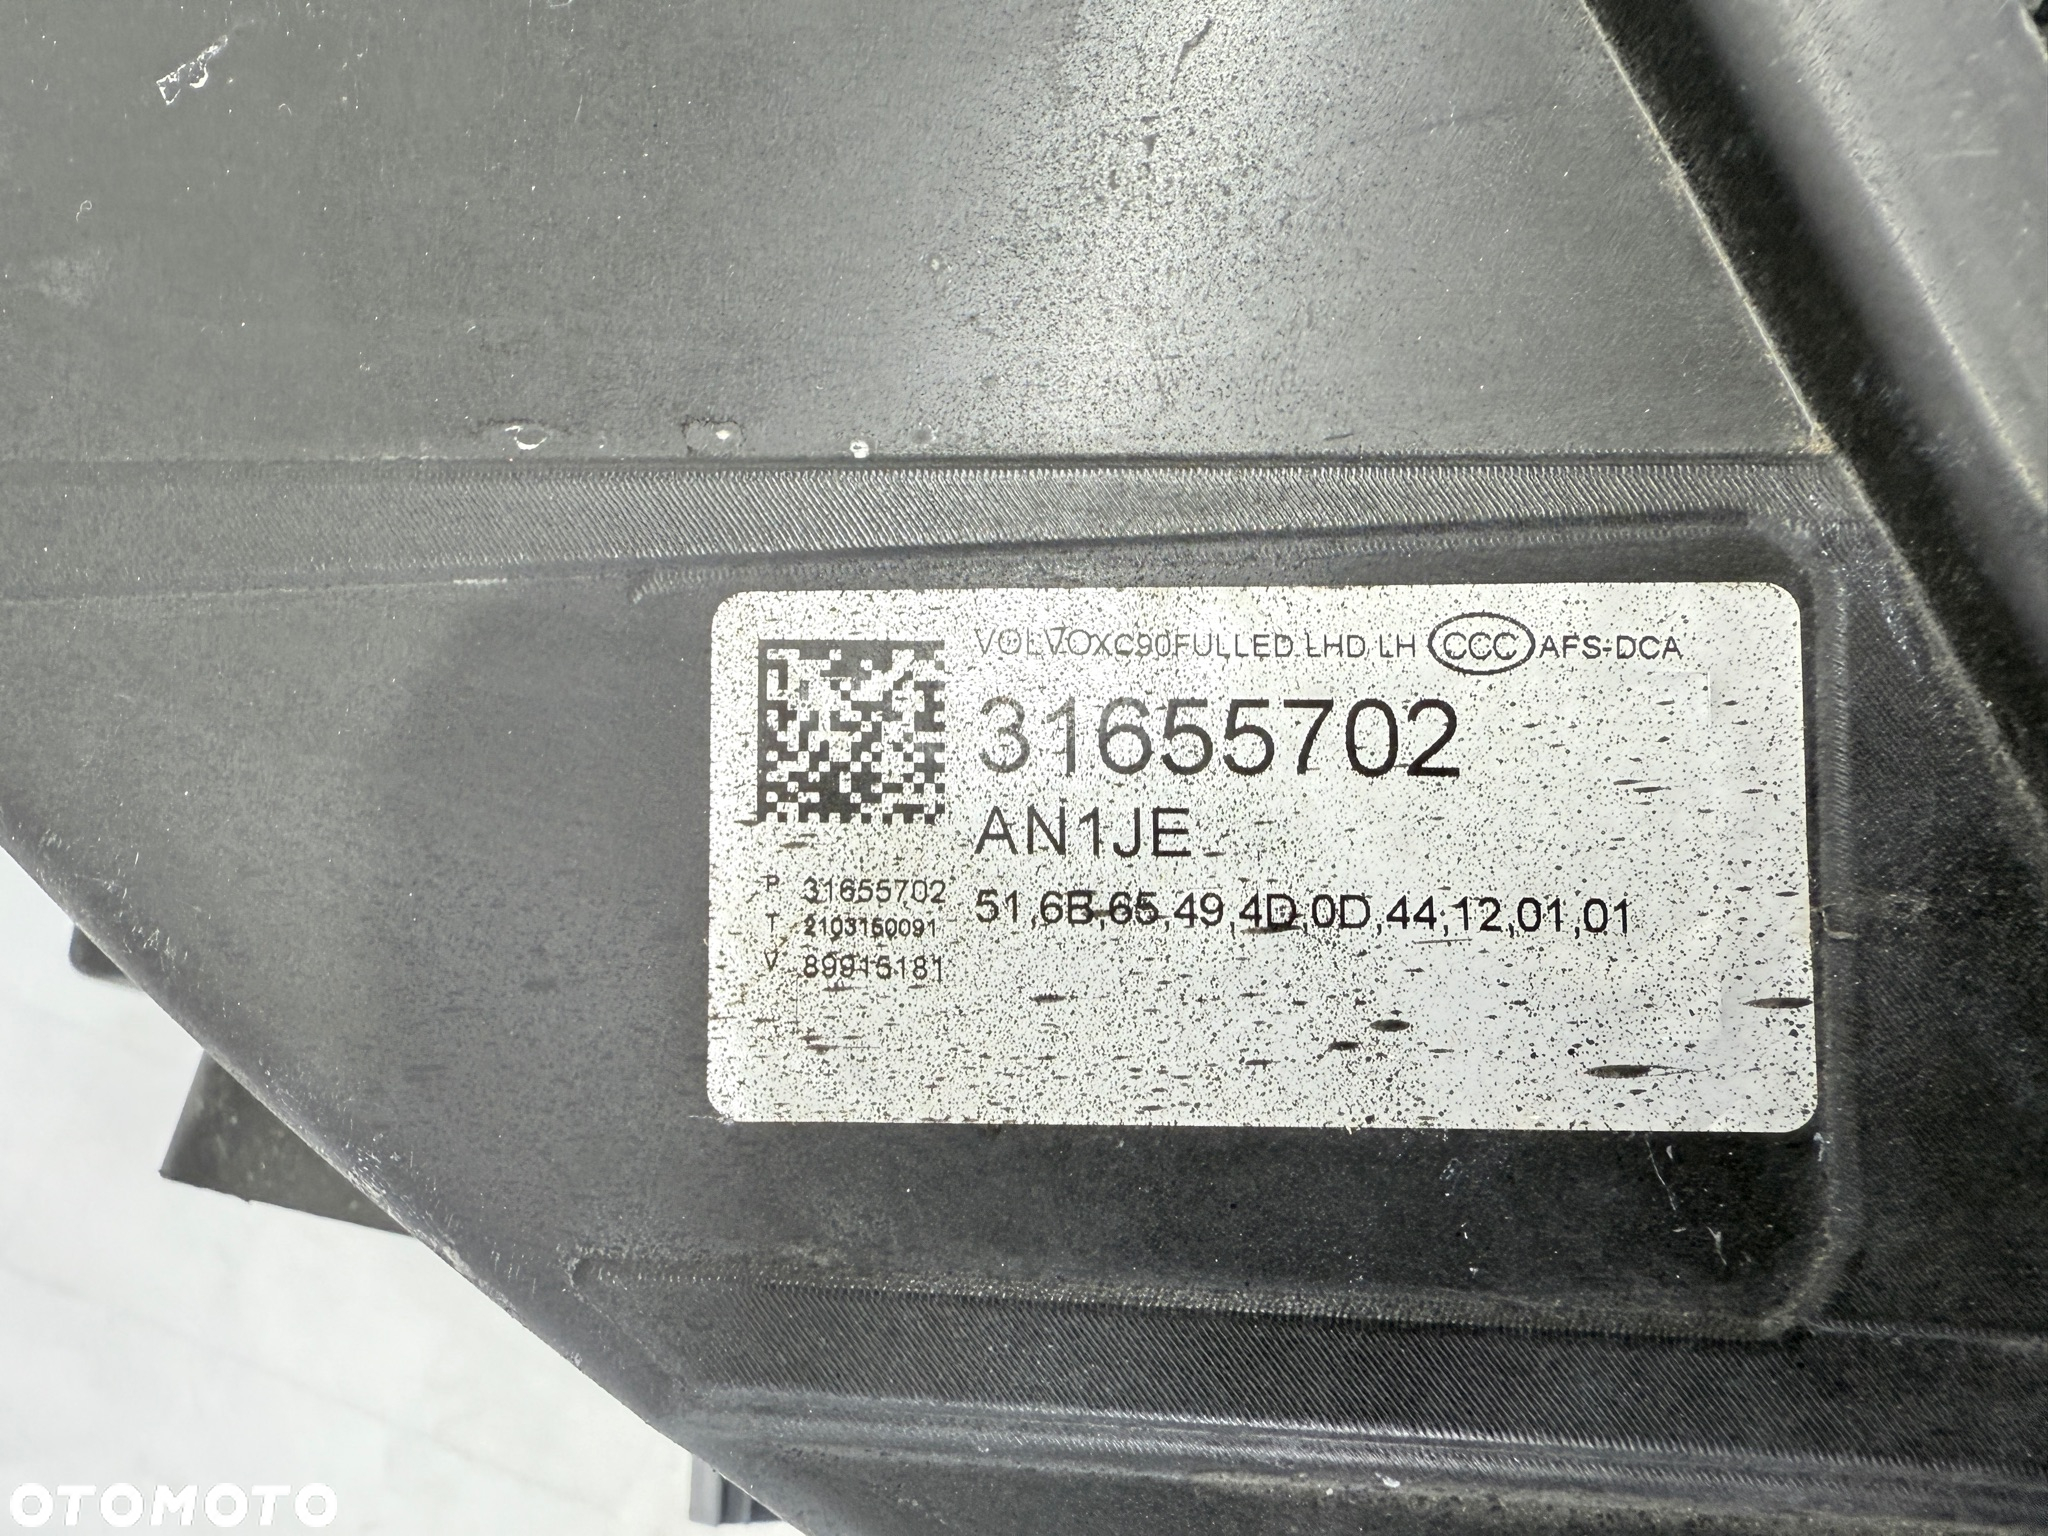 VOLVOXC90FULLED LHD LH CCC AFS-DCA
31655702
AN1JE
P 31655702
T 2103150091
V 89915181
51,6B,65,49,4D,0D,44,12,01,01
OTOMOTO